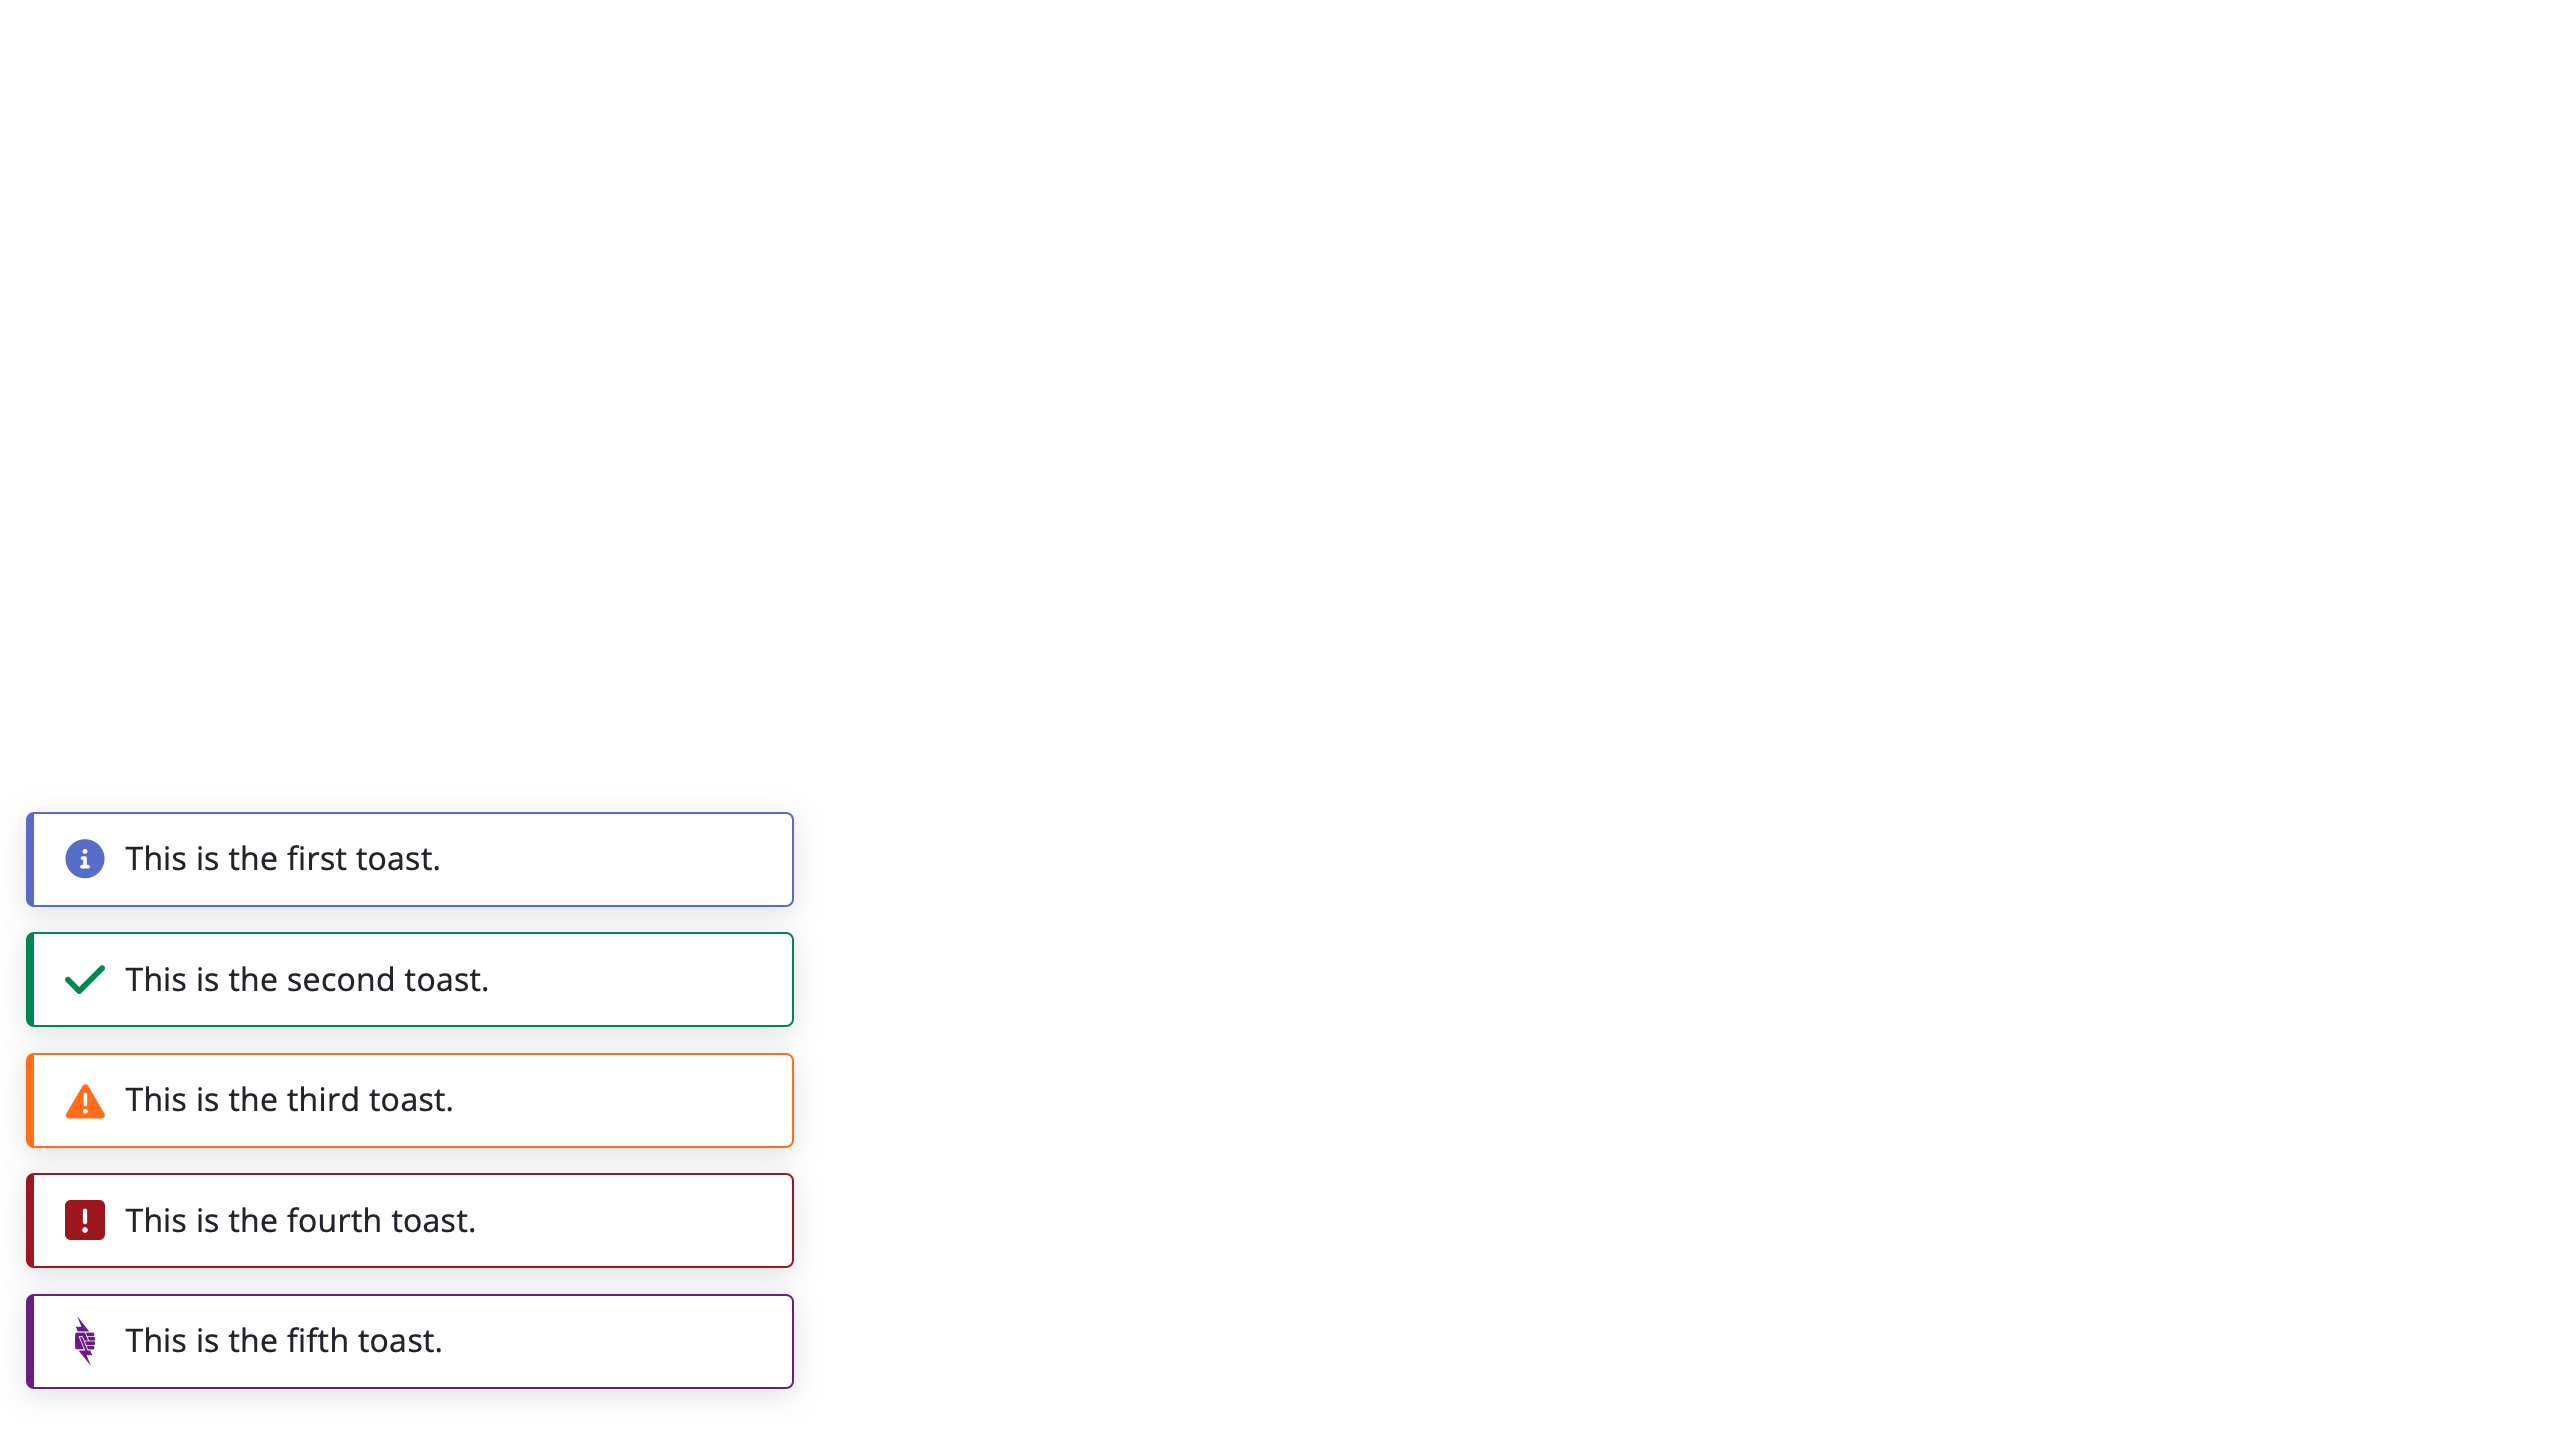 This is the first toast.
This is the second toast.
This is the third toast.
This is the fourth toast.
This is the fifth toast.